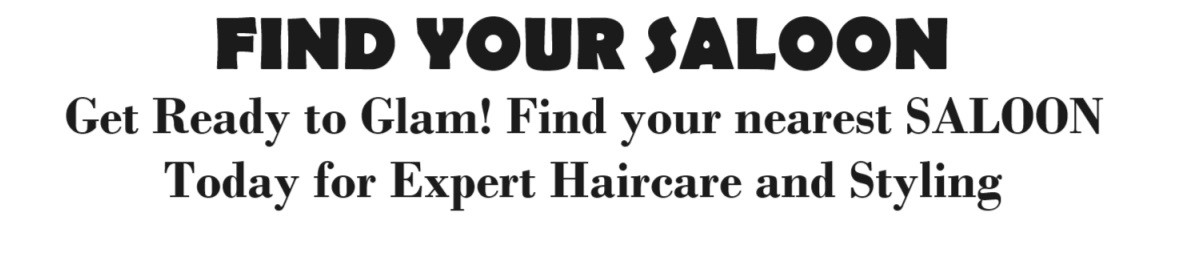 FIND YOUR SALOON
Get Ready to Glam! Find your nearest SALOON
Today for Expert Haircare and Styling